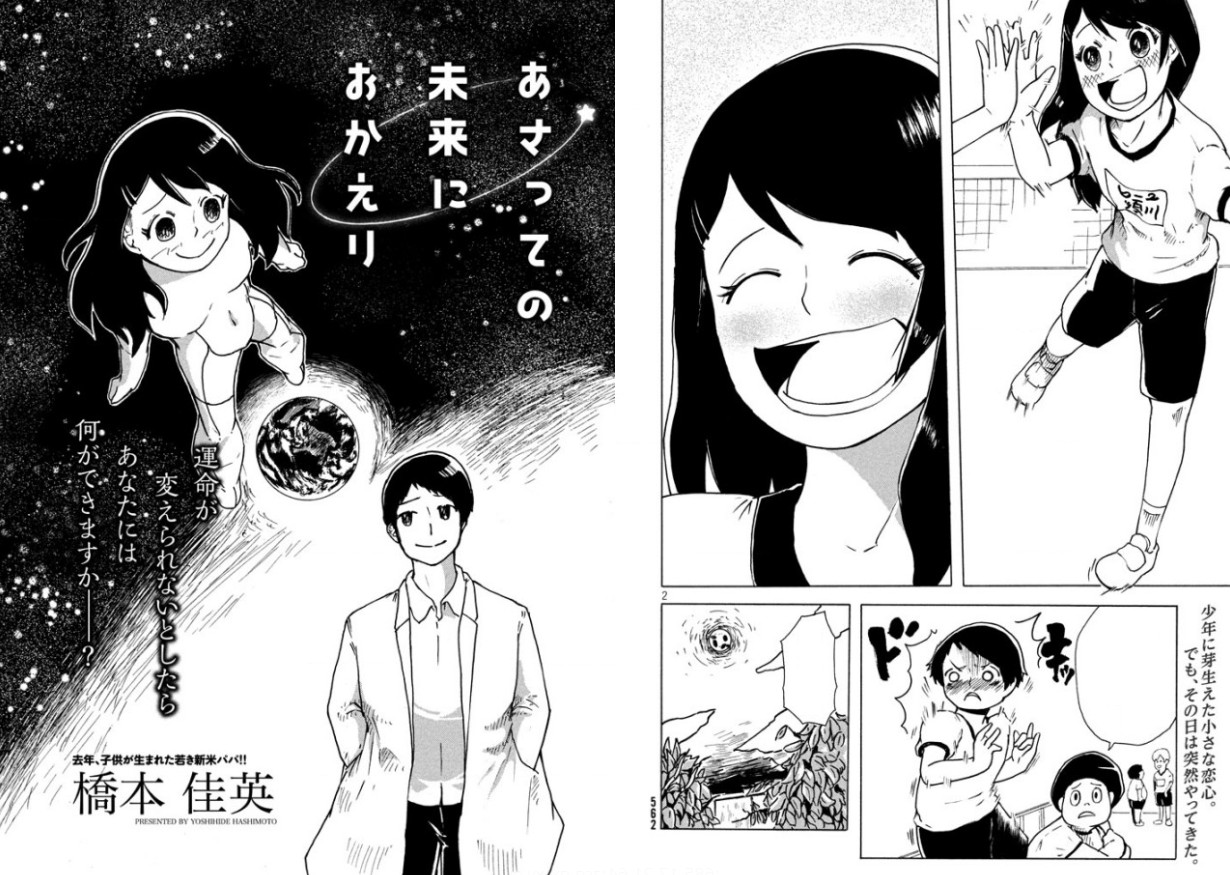 あさっての
未来に
おかえり
運命が
変えられないとしたら
あなたには
何ができますか——?
去年、子供が生まれた若き新米パパ!!
橋本 佳英
PRESENTED BY YOSHIHIDE HASHIMOTO
6-2
須川
2
ドキッ
少年に芽生えた小さな恋心。
でも、その日は突然やってきた。
562